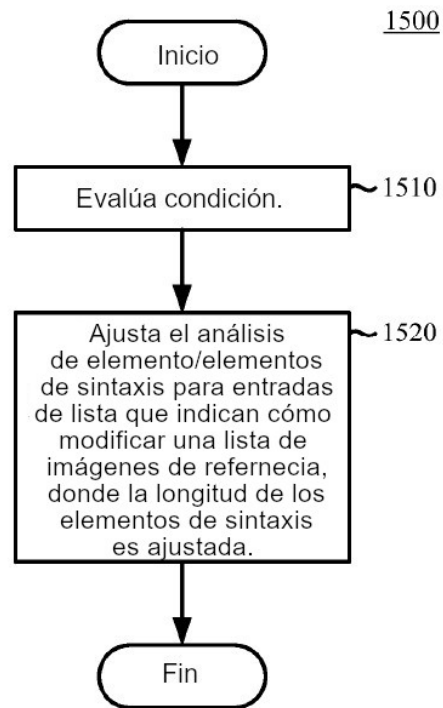 1500
Inicio
Evalúa condición.
1510
Ajusta el análisis
de elemento/elementos
de sintaxis para entradas
de lista que indican cómo
modificar una lista de
imágenes de refernecia,
donde la longitud de los
elementos de sintaxis
es ajustada.
1520
Fin